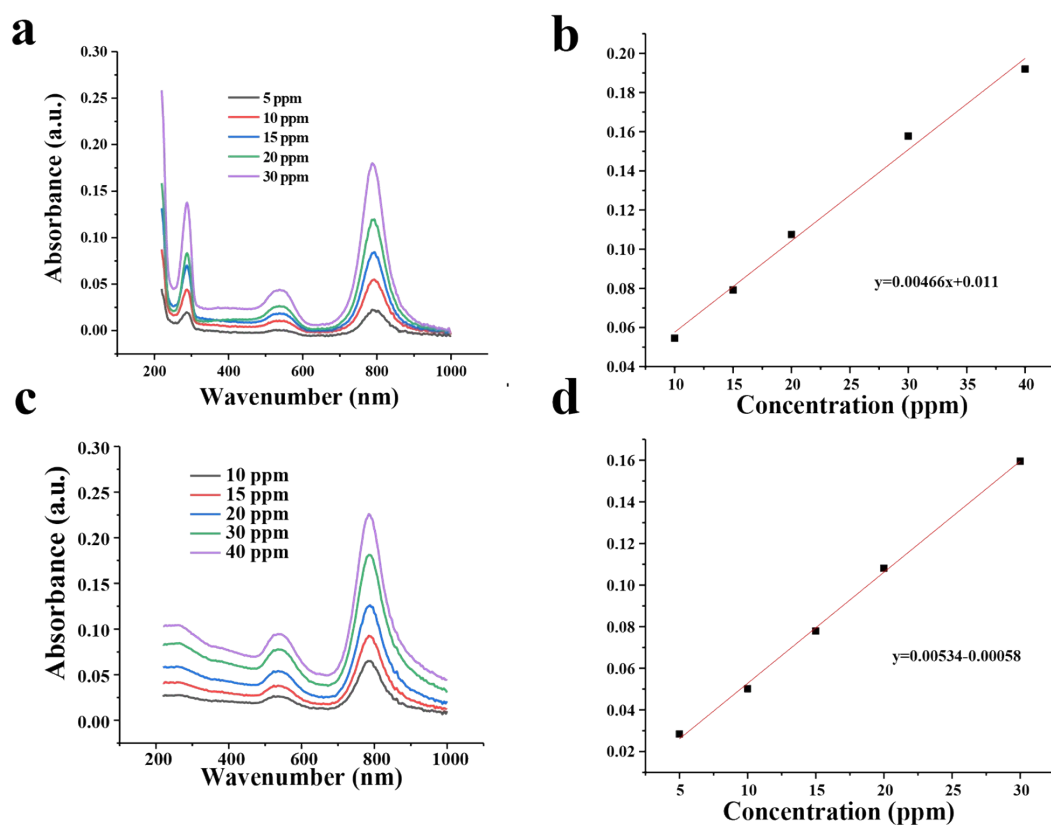 a
0.30
0.25
0.20
0.15
0.10
0.05
0.00
Absorbance (a.u.)
5 ppm
10 ppm
15 ppm
20 ppm
30 ppm
200 400 600 800 1000
Wavenumber (nm)
b
0.20
0.18
0.16
0.14
0.12
0.10
0.08
0.06
0.04
y=0.00466x+0.011
10 15 20 30 40
Concentration (ppm)
c
0.30
0.25
0.20
0.15
0.10
0.05
0.00
Absorbance (a.u.)
10 ppm
15 ppm
20 ppm
30 ppm
40 ppm
200 400 600 800 1000
Wavenumber (nm)
d
0.16
0.14
0.12
0.10
0.08
0.06
0.04
0.02
y=0.00534-0.00058
5 10 15 20 30
Concentration (ppm)